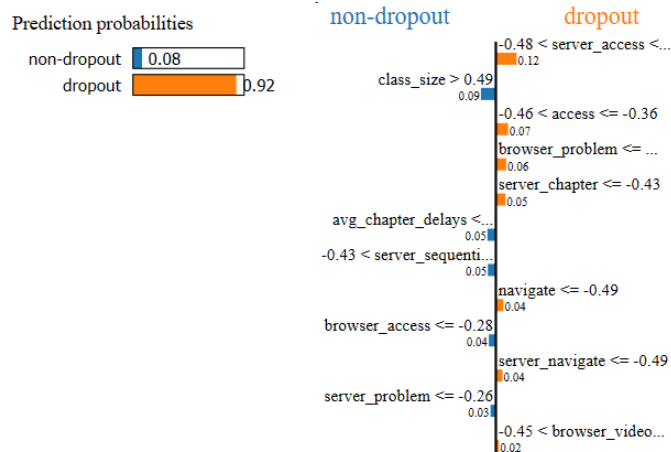 Prediction probabilities
non-dropout 0.08
dropout 0.92
non-dropout dropout
-0.48 < server_access <...
0.12
class_size > 0.49
0.09
-0.46 < access <= -0.36
0.07
browser_problem <= ...
0.06
server_chapter <= -0.43
0.05
avg_chapter_delays <...
0.05
-0.43 < server_sequenti...
0.05
navigate <= -0.49
0.04
browser_access <= -0.28
0.04
server_navigate <= -0.49
0.04
server_problem <= -0.26
0.03
-0.45 < browser_video...
0.02